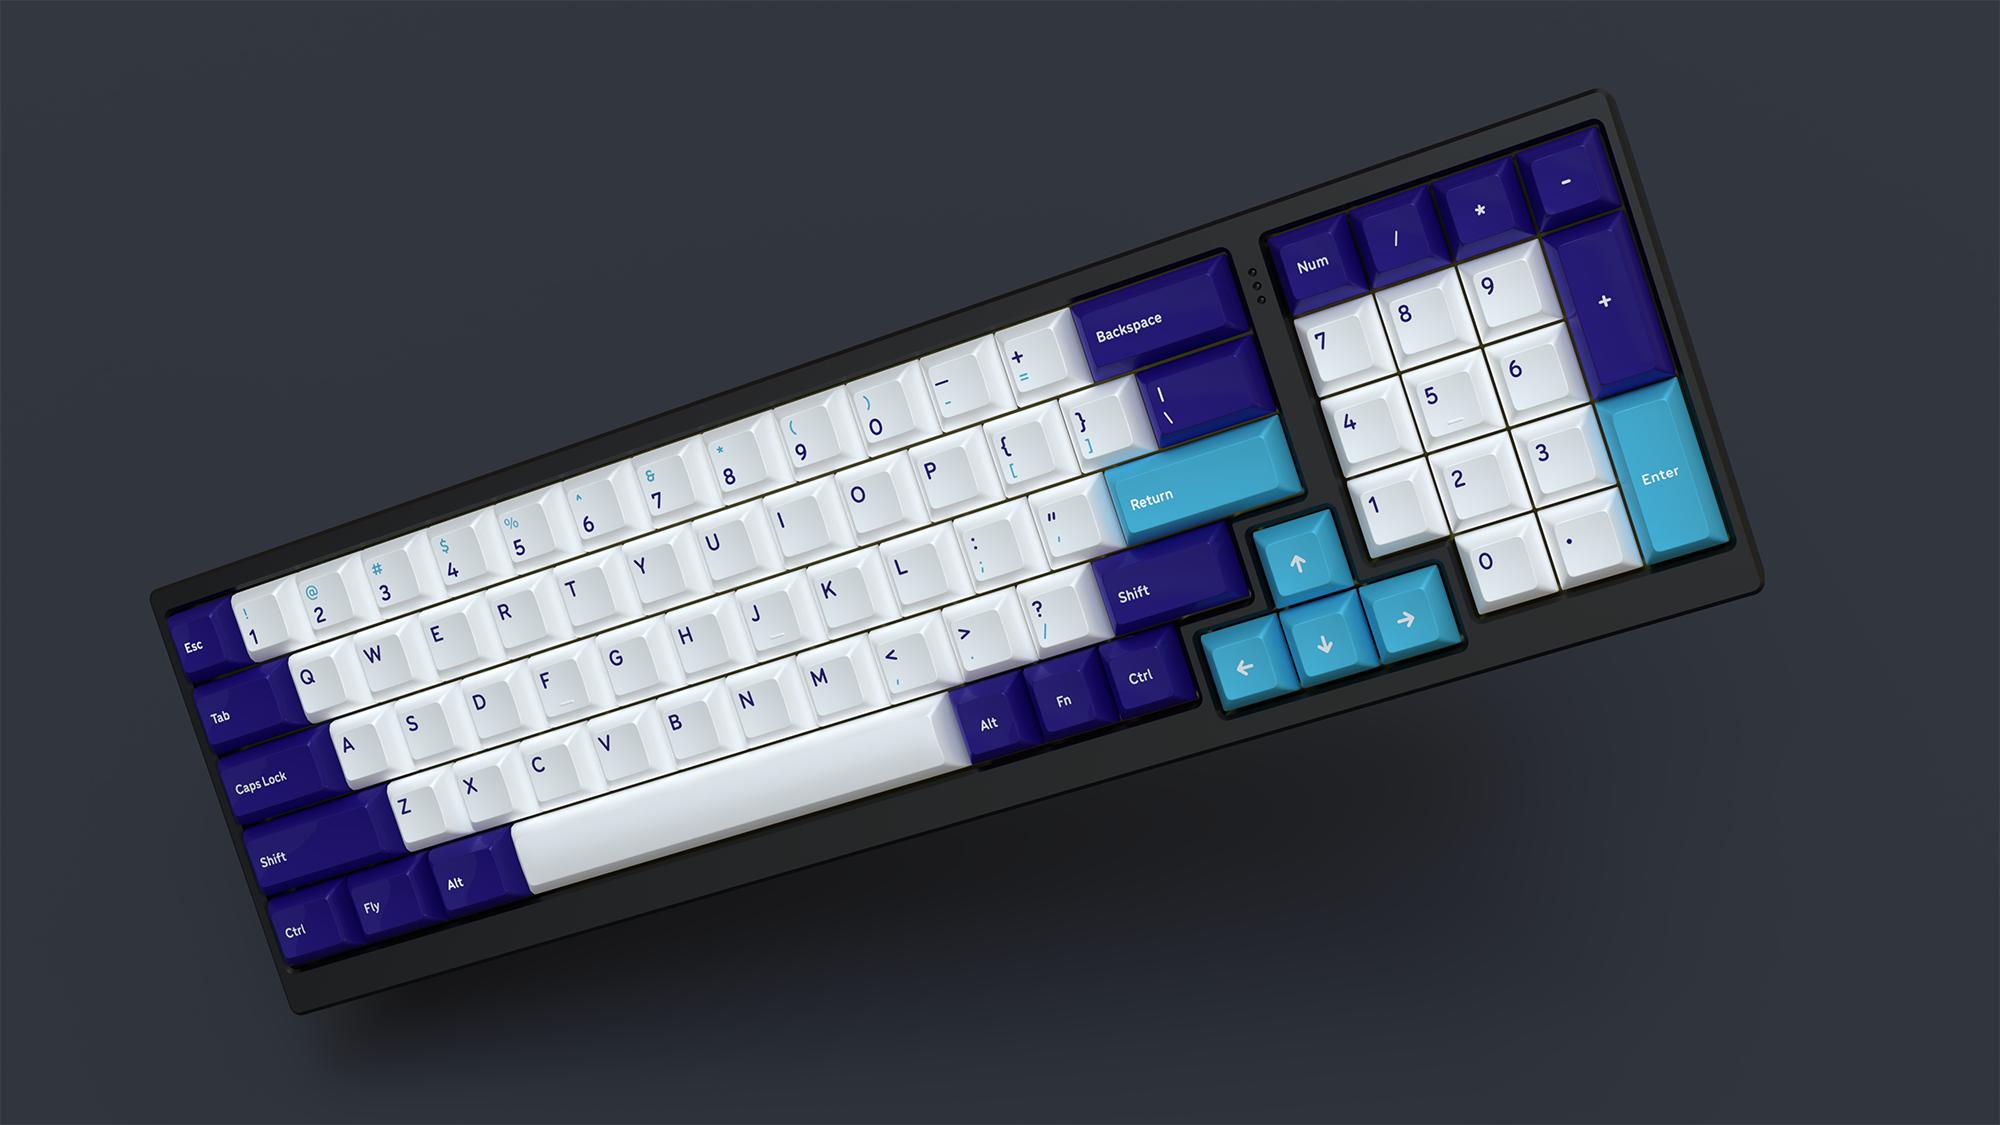 Esc ! 1 @ 2 # 3 $ 4 % 5 ^ 6 & 7 * 8 ( 9 ) 0 — - + = Backspace
Tab Q W E R T Y U I O P { [ } ] | \
Caps Lock A S D F G H J K L : ; " ' Return
Shift Z X C V B N M < , > . ? / Shift
Ctrl Fly Alt Alt Fn Ctrl
↑
← ↓ →
Num / * -
7 8 9 +
4 5 6
1 2 3 Enter
0 .